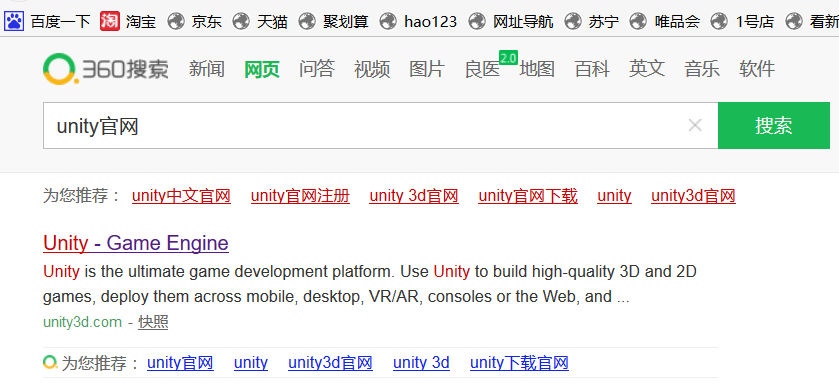 百度一下 淘 淘宝 京东 天猫 聚划算 hao123 网址导航 苏宁 唯品会 1号店 看新
360搜索 新闻 网页 问答 视频 图片 良医 2.0 地图 百科 英文 音乐 软件
unity官网 × 搜索
为您推荐： unity中文官网 unity官网注册 unity 3d官网 unity官网下载 unity unity3d官网
Unity - Game Engine
Unity is the ultimate game development platform. Use Unity to build high-quality 3D and 2D
games, deploy them across mobile, desktop, VR/AR, consoles or the Web, and ...
unity3d.com - 快照
为您推荐： unity官网 unity unity3d官网 unity 3d unity下载官网